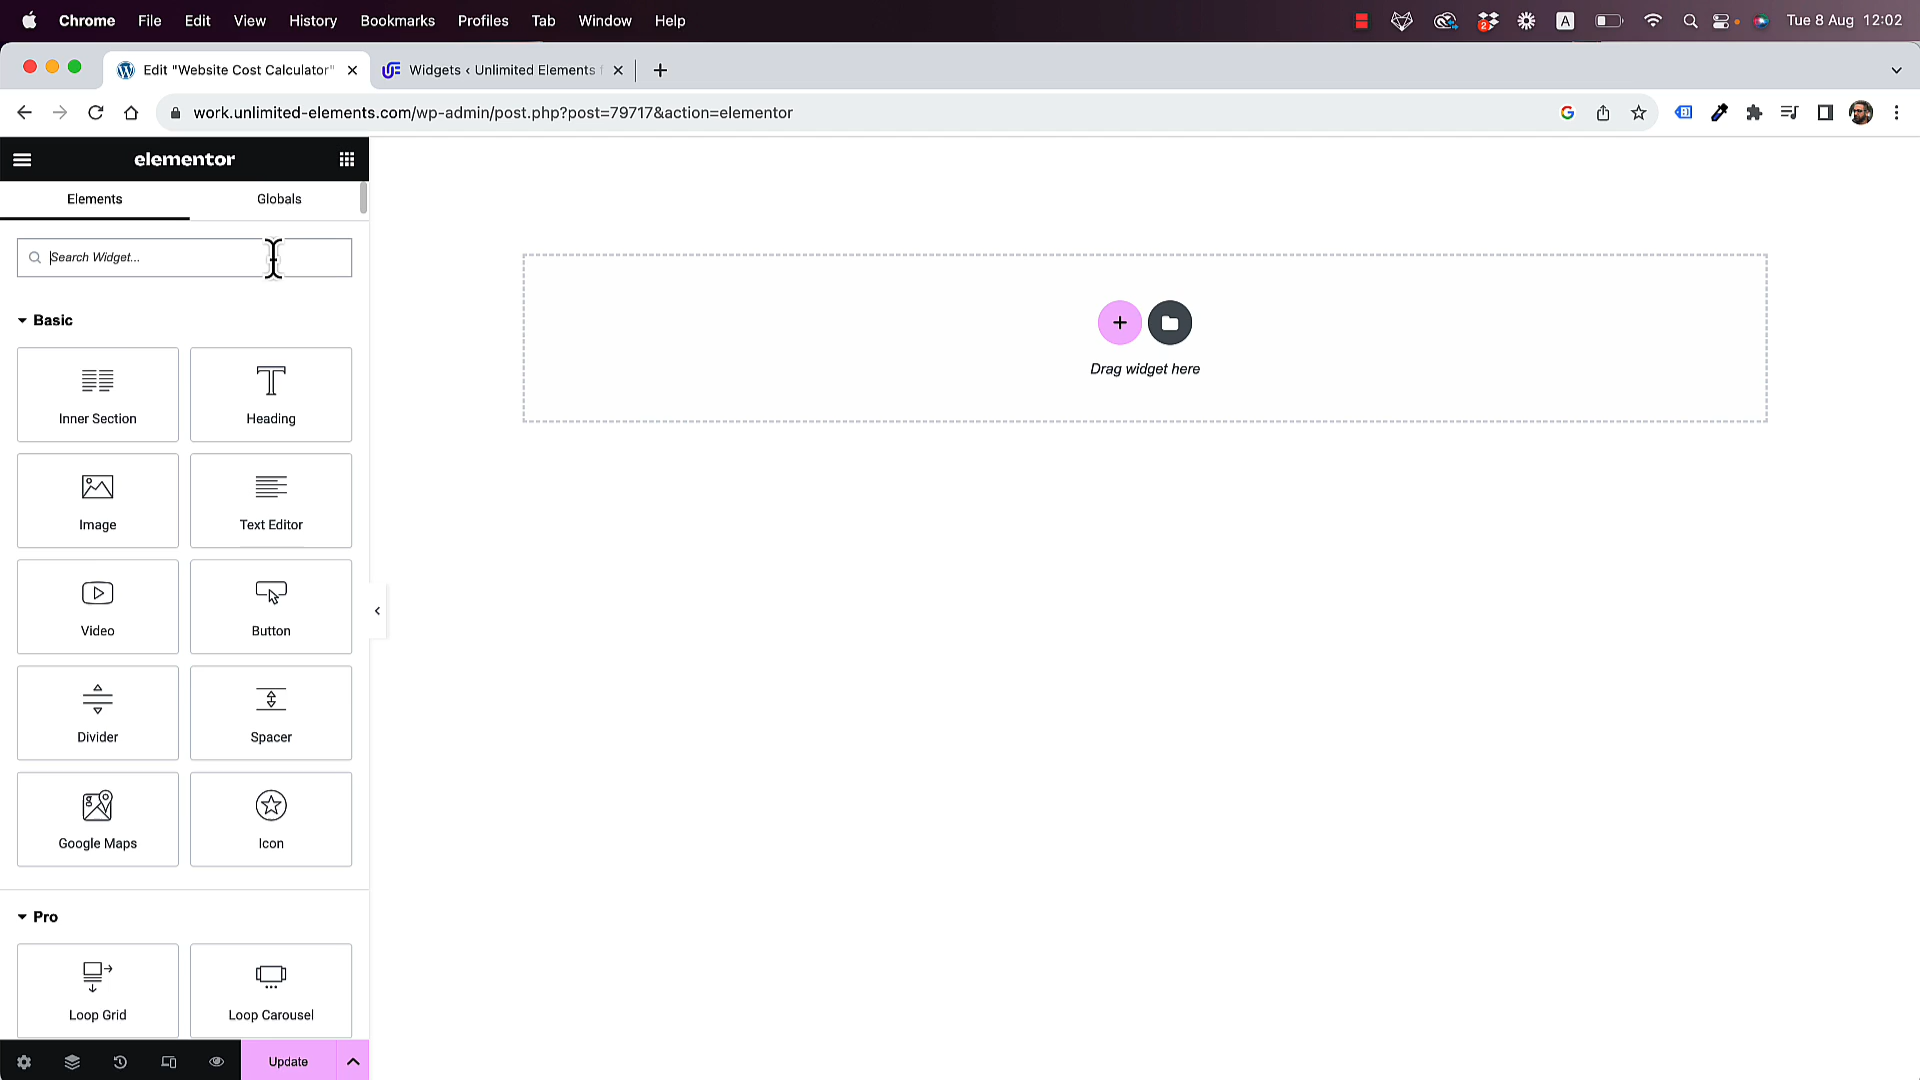 Chrome File Edit View History Bookmarks Profiles Tab Window Help 2 A Tue 8 Aug 12:02
Edit "Website Cost Calculator" Widgets ‹ Unlimited Elements f
work.unlimited-elements.com/wp-admin/post.php?post=79717&action=elementor
elementor
Elements Globals
Search Widget...
Basic
Inner Section Heading
Image Text Editor
Video Button
Divider Spacer
Google Maps Icon
Pro
Loop Grid Loop Carousel
Update
Drag widget here